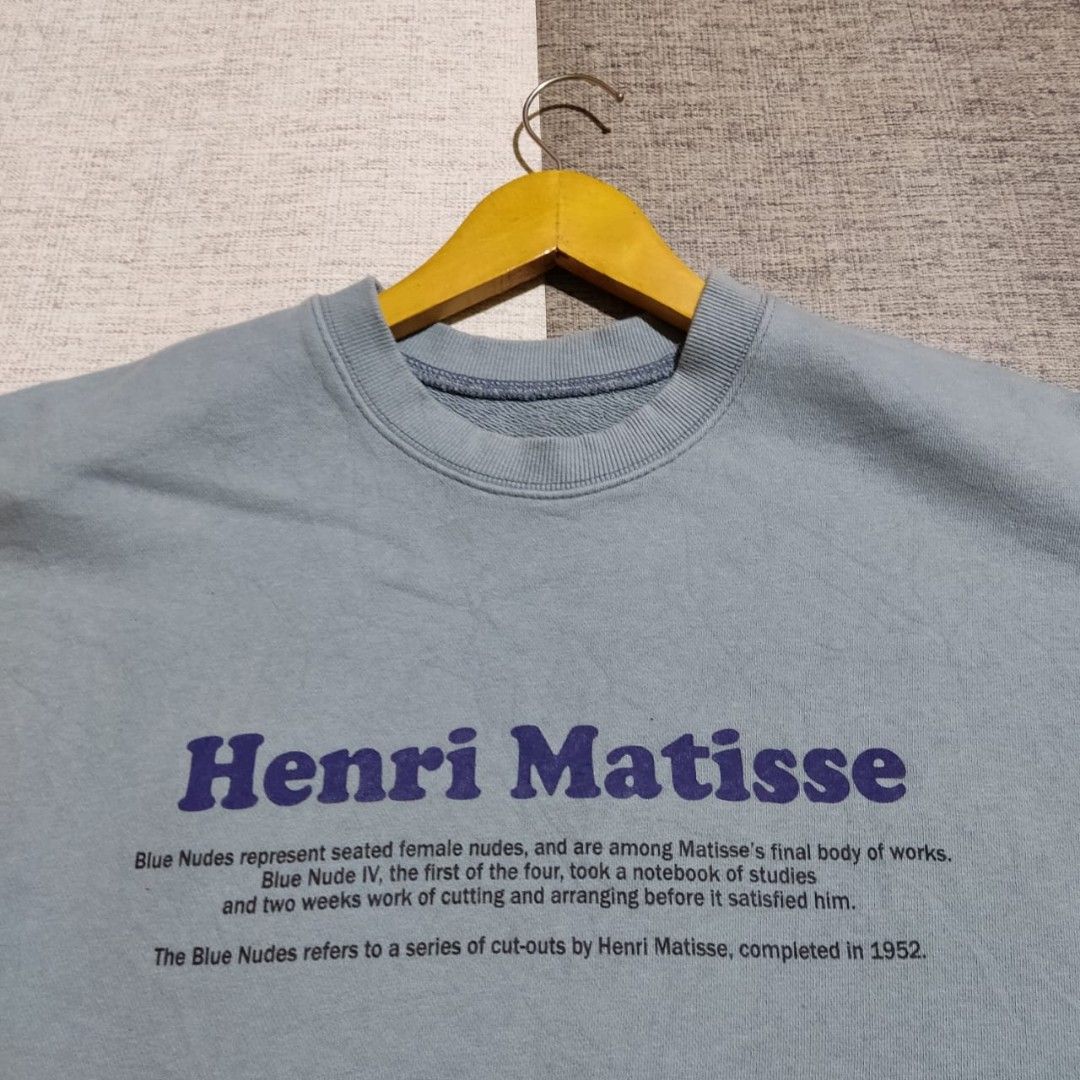 Henri Matisse
Blue Nudes represent seated female nudes, and are among Matisse's final body of works.
Blue Nude IV, the first of the four, took a notebook of studies
and two weeks work of cutting and arranging before it satisfied him.
The Blue Nudes refers to a series of cut-outs by Henri Matisse, completed in 1952.